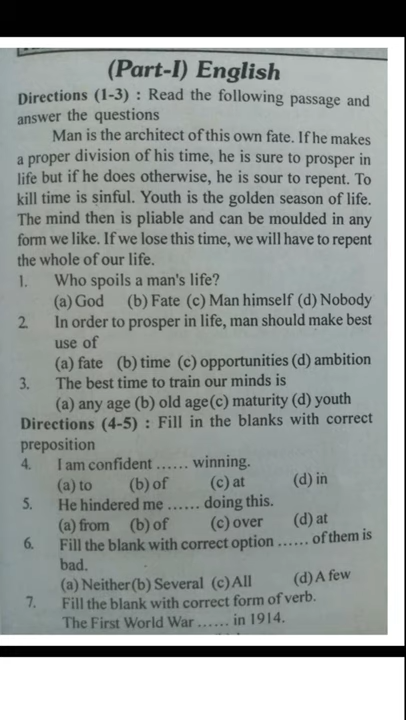 (Part-I) English
Directions (1-3) : Read the following passage and
answer the questions
Man is the architect of this own fate. If he makes
a proper division of his time, he is sure to prosper in
life but if he does otherwise, he is sour to repent. To
kill time is sinful. Youth is the golden season of life.
The mind then is pliable and can be moulded in any
form we like. If we lose this time, we will have to repent
the whole of our life.
1. Who spoils a man's life?
(a) God (b) Fate (c) Man himself (d) Nobody
2. In order to prosper in life, man should make best
use of
(a) fate (b) time (c) opportunities (d) ambition
3. The best time to train our minds is
(a) any age (b) old age (c) maturity (d) youth
Directions (4-5) : Fill in the blanks with correct
preposition
4. I am confident ...... winning.
(a) to (b) of (c) at (d) in
5. He hindered me ...... doing this.
(a) from (b) of (c) over (d) at
6. Fill the blank with correct option ...... of them is
bad.
(a) Neither (b) Several (c) All (d) A few
7. Fill the blank with correct form of verb.
The First World War ...... in 1914.